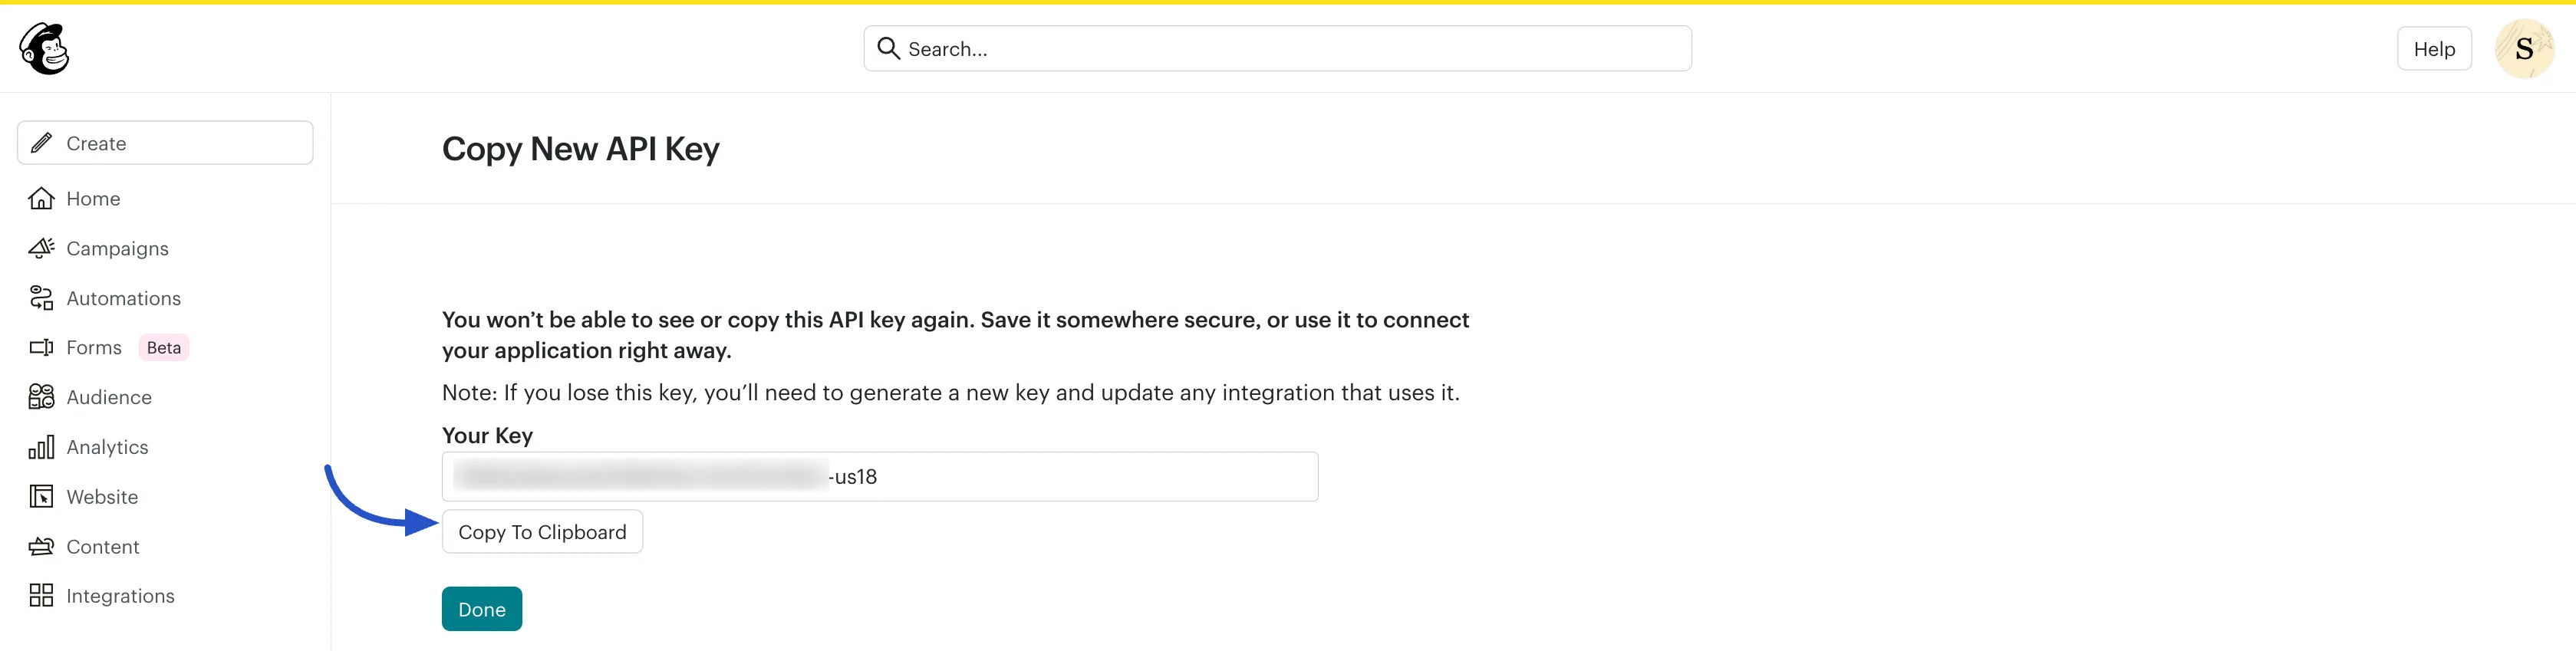 Search...
Help
S
Create
Home
Campaigns
Automations
Forms Beta
Audience
Analytics
Website
Content
Integrations
Copy New API Key
You won’t be able to see or copy this API key again. Save it somewhere secure, or use it to connect
your application right away.
Note: If you lose this key, you’ll need to generate a new key and update any integration that uses it.
Your Key
-us18
Copy To Clipboard
Done